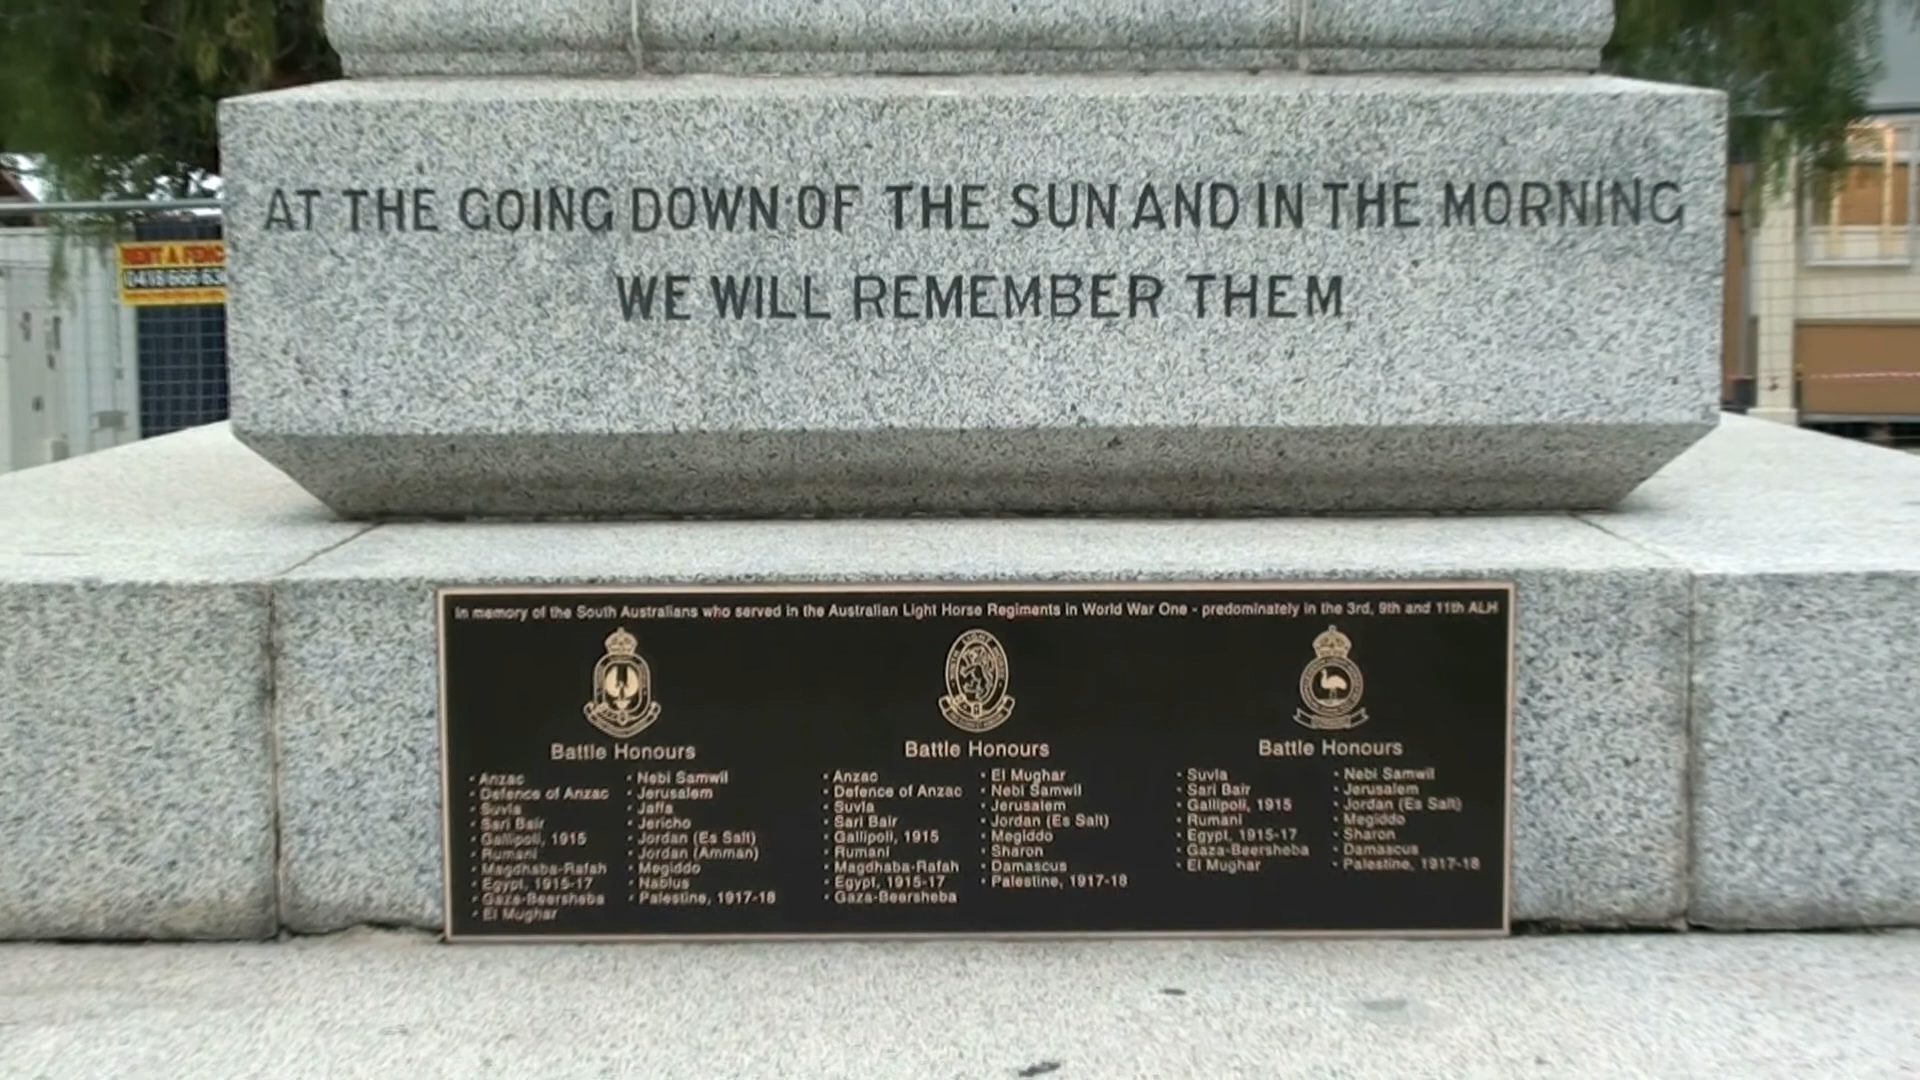 AT THE GOING DOWN OF THE SUN AND IN THE MORNING
WE WILL REMEMBER THEM
RENT A FENC
In memory of the South Australians who served in the Australian Light Horse Regiments in World War One - predominately in the 3rd, 9th and 11th ALH
Battle Honours
• Anzac
• Defence of Anzac
• Suvla
• Sari Bair
• Gallipoli, 1915
• Rumani
• Magdhaba-Rafah
• Egypt, 1915-17
• Gaza-Beersheba
• El Mughar
• Nebi Samwil
• Jerusalem
• Jaffa
• Jericho
• Jordan (Es Salt)
• Jordan (Amman)
• Megiddo
• Nablus
• Palestine, 1917-18
Battle Honours
• Anzac
• Defence of Anzac
• Suvla
• Sari Bair
• Gallipoli, 1915
• Rumani
• Magdhaba-Rafah
• Egypt, 1915-17
• Gaza-Beersheba
• El Mughar
• Nebi Samwil
• Jerusalem
• Jordan (Es Salt)
• Megiddo
• Sharon
• Damascus
• Palestine, 1917-18
Battle Honours
• Suvla
• Sari Bair
• Gallipoli, 1915
• Rumani
• Egypt, 1915-17
• Gaza-Beersheba
• El Mughar
• Nebi Samwil
• Jerusalem
• Jordan (Es Salt)
• Megiddo
• Sharon
• Damascus
• Palestine, 1917-18